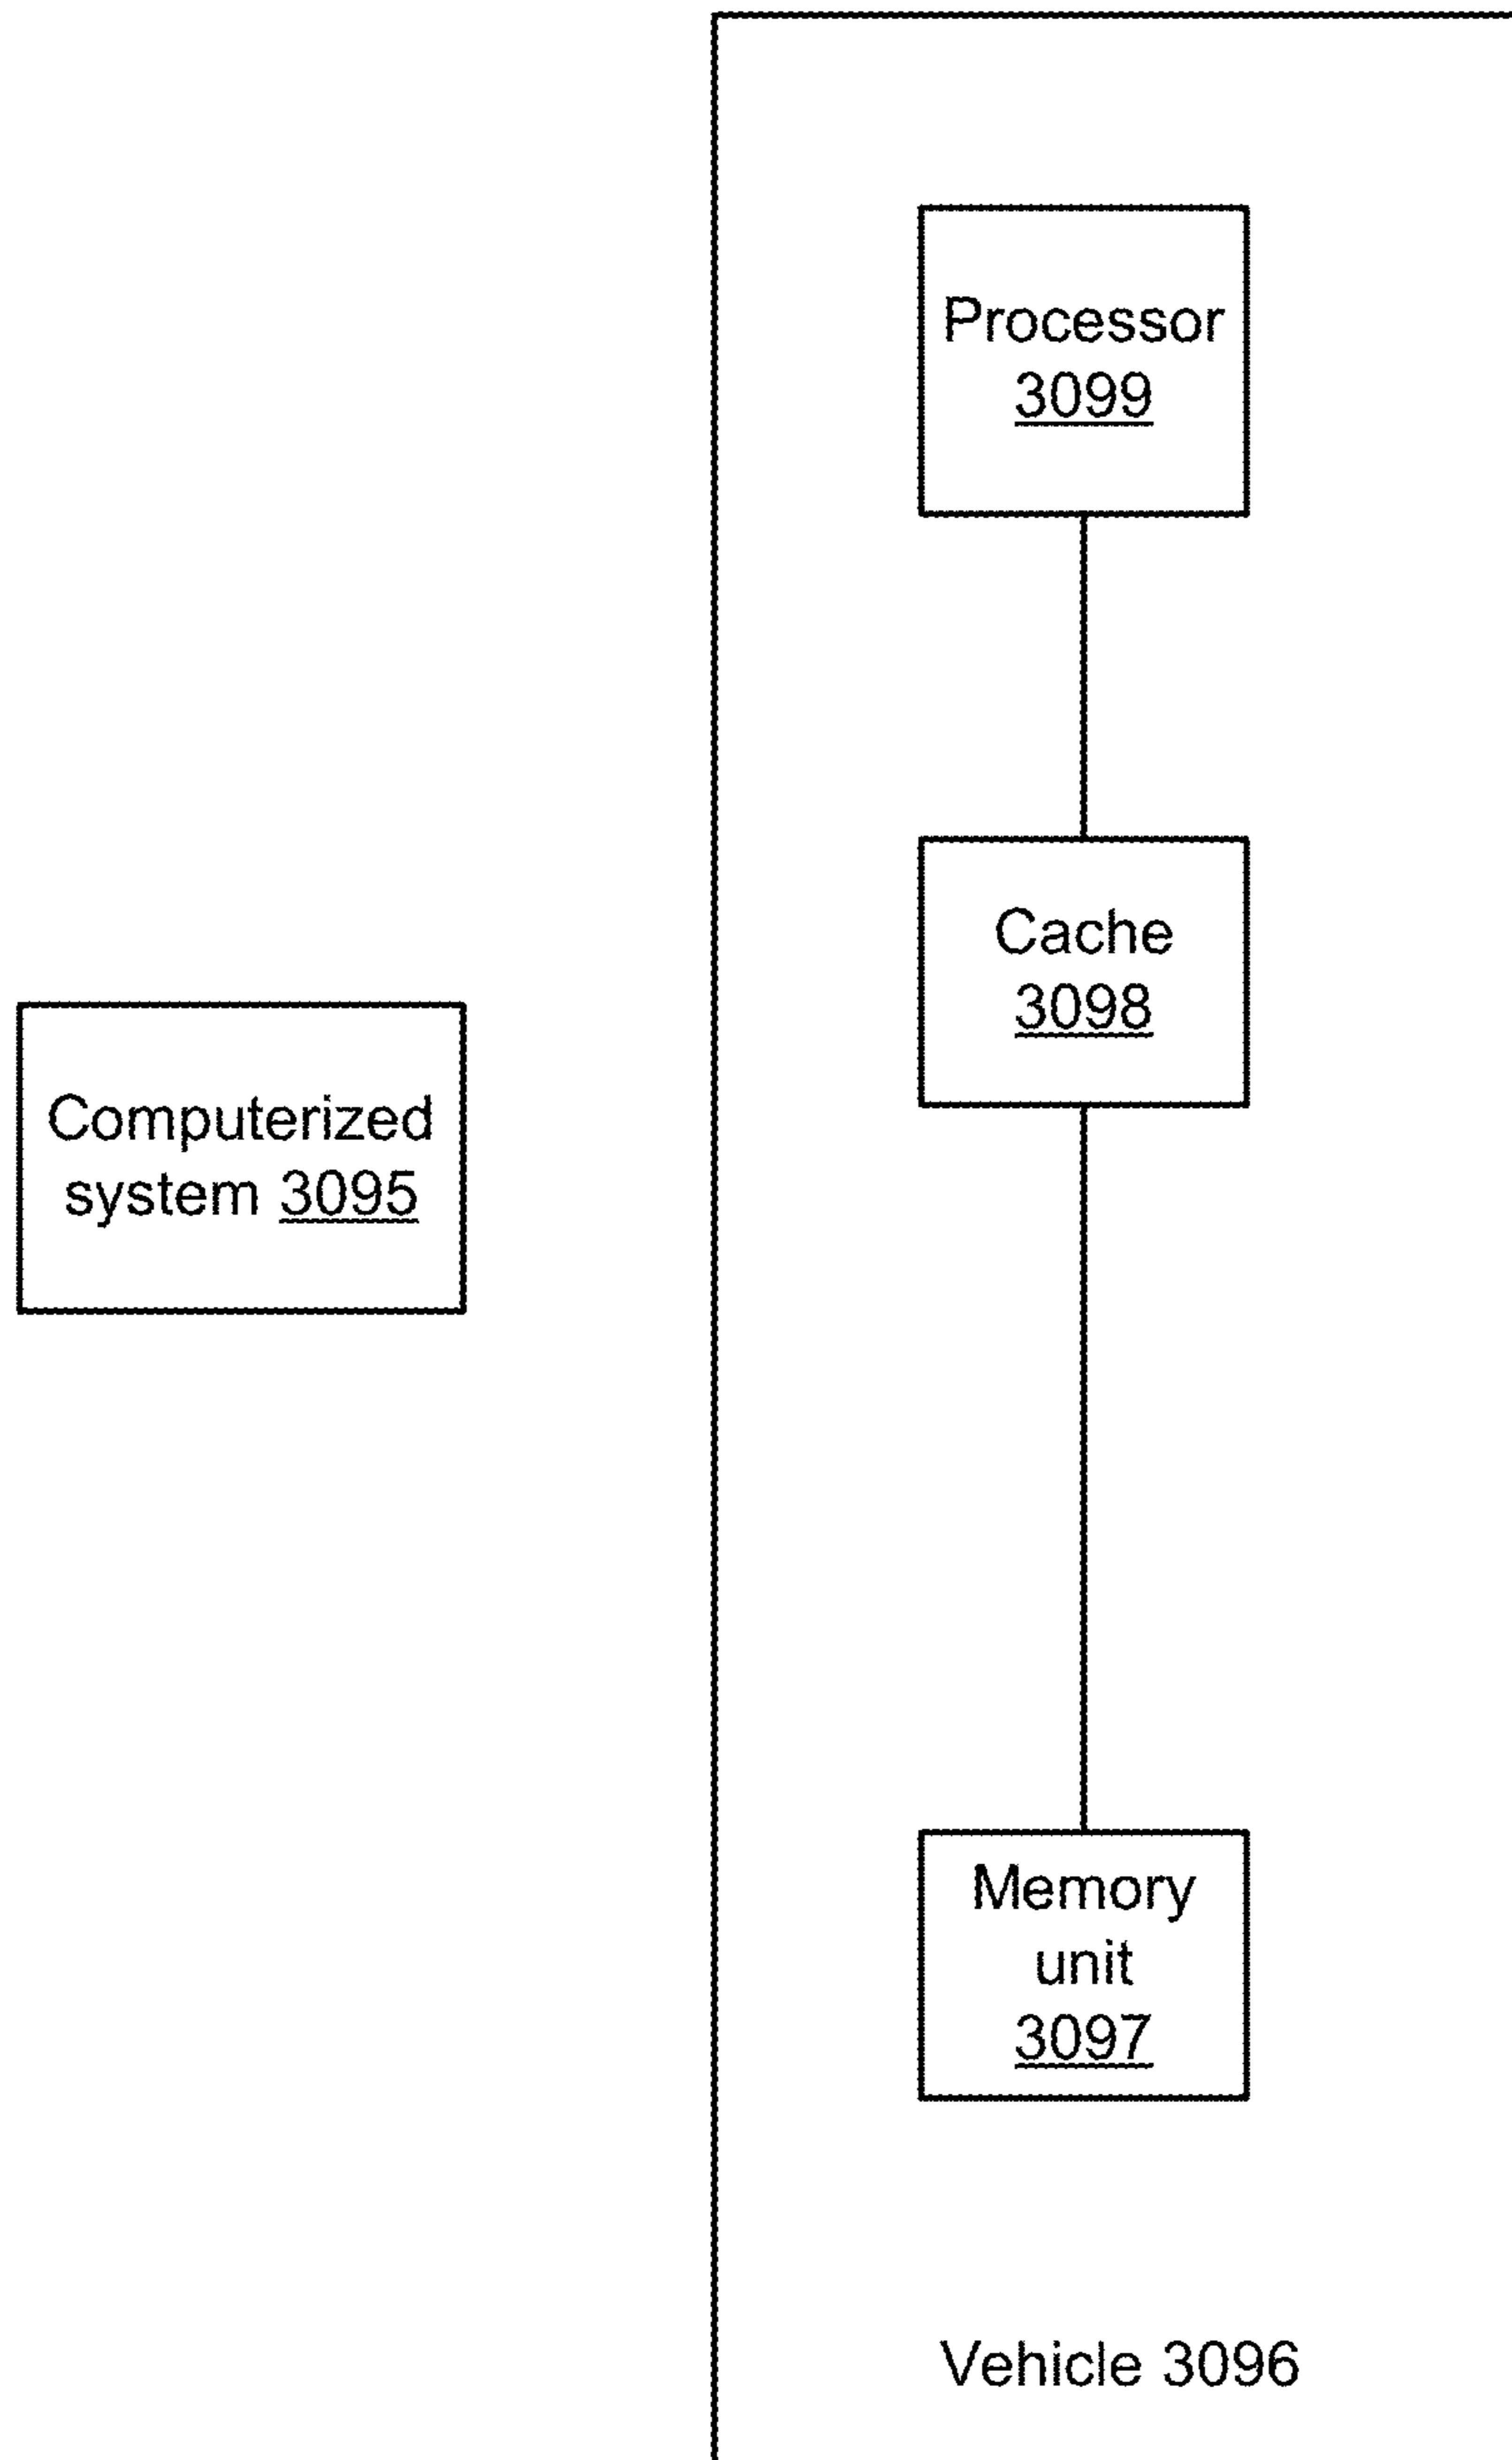 Processor
3099
Cache
3098
Computerized
system 3095
Memory
unit
3097
Vehicle 3096